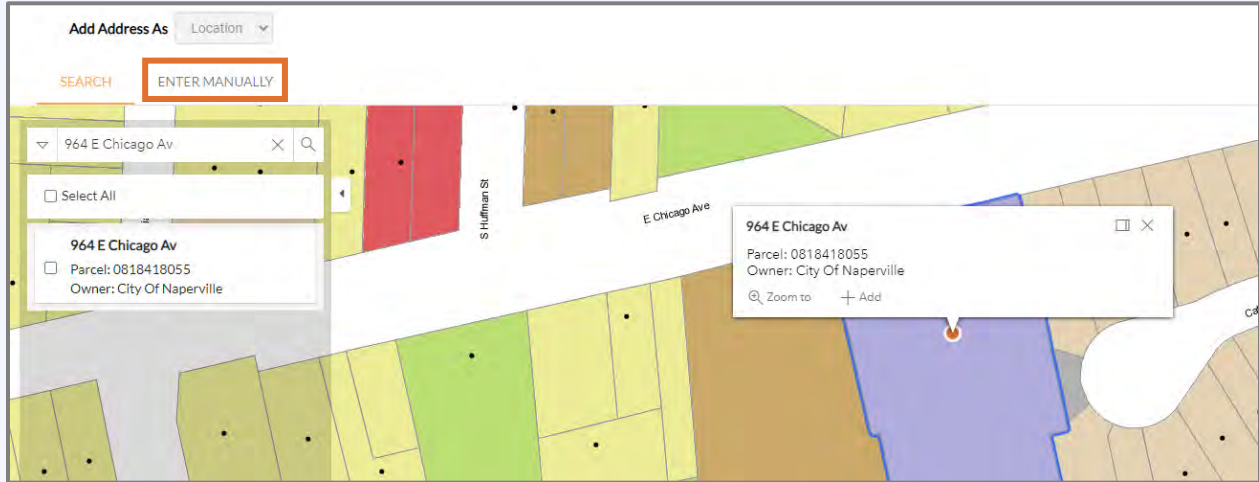 Add Address As Location
SEARCH ENTER MANUALLY
964 E Chicago Av
Select All
964 E Chicago Av
Parcel: 0818418055
Owner: City Of Naperville
S Huffman St
E Chicago Ave
964 E Chicago Av
Parcel: 0818418055
Owner: City Of Naperville
Zoom to Add